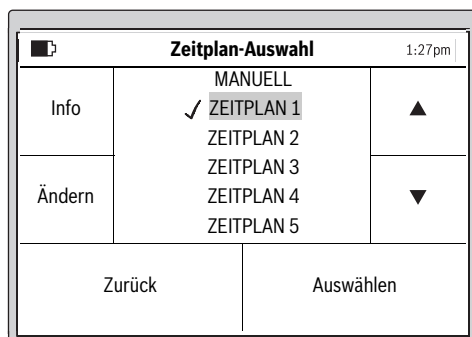 Zeitplan-Auswahl 1:27pm
MANUELL
Info ZEITPLAN 1
ZEITPLAN 2
ZEITPLAN 3
Ändern ZEITPLAN 4
ZEITPLAN 5
Zurück Auswählen